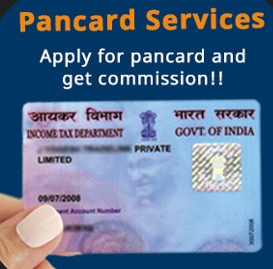 Pancard Services
Apply for pancard and
get commission!!
आयकर विभाग भारत सरकार
INCOME TAX DEPARTMENT GOVT. OF INDIA
PRIVATE
LIMITED
09/07/2008
Account Number
30072008